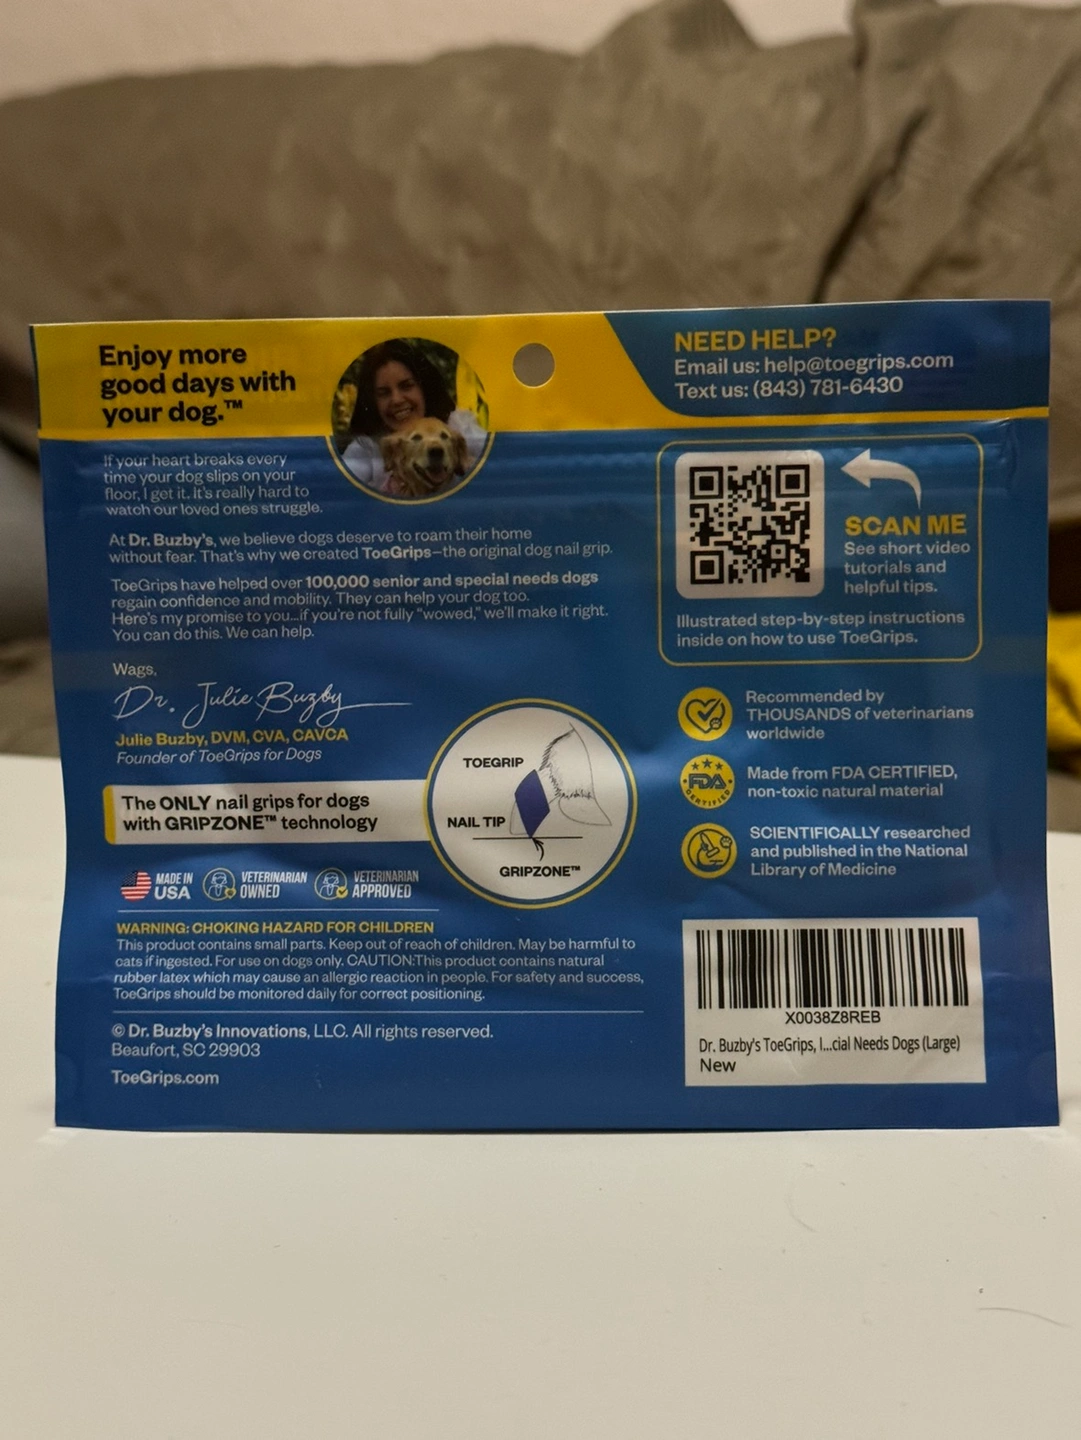 Enjoy more
good days with
your dog.™
NEED HELP?
Email us: help@toegrips.com
Text us: (843) 781-6430
If your heart breaks every
time your dog slips on your
floor, I get it. It's really hard to
watch our loved ones struggle.
At Dr. Buzby's, we believe dogs deserve to roam their home
without fear. That's why we created ToeGrips—the original dog nail grip.
ToeGrips have helped over 100,000 senior and special needs dogs
regain confidence and mobility. They can help your dog too.
Here's my promise to you...if you're not fully "wowed," we'll make it right.
You can do this. We can help.
Wags,
Dr. Julie Buzby
Julie Buzby, DVM, CVA, CAVCA
Founder of ToeGrips for Dogs
The ONLY nail grips for dogs
with GRIPZONE™ technology
TOEGRIP
NAIL TIP
GRIPZONE™
MADE IN
USA
VETERINARIAN
OWNED
VETERINARIAN
APPROVED
WARNING: CHOKING HAZARD FOR CHILDREN
This product contains small parts. Keep out of reach of children. May be harmful to
cats if ingested. For use on dogs only. CAUTION:This product contains natural
rubber latex which may cause an allergic reaction in people. For safety and success,
ToeGrips should be monitored daily for correct positioning.
© Dr. Buzby's Innovations, LLC. All rights reserved.
Beaufort, SC 29903
ToeGrips.com
SCAN ME
See short video
tutorials and
helpful tips.
Illustrated step-by-step instructions
inside on how to use ToeGrips.
Recommended by
THOUSANDS of veterinarians
worldwide
FDA
CERTIFIED
Made from FDA CERTIFIED,
non-toxic natural material
SCIENTIFICALLY researched
and published in the National
Library of Medicine
X0038Z8REB
Dr. Buzby's ToeGrips, I...cial Needs Dogs (Large)
New